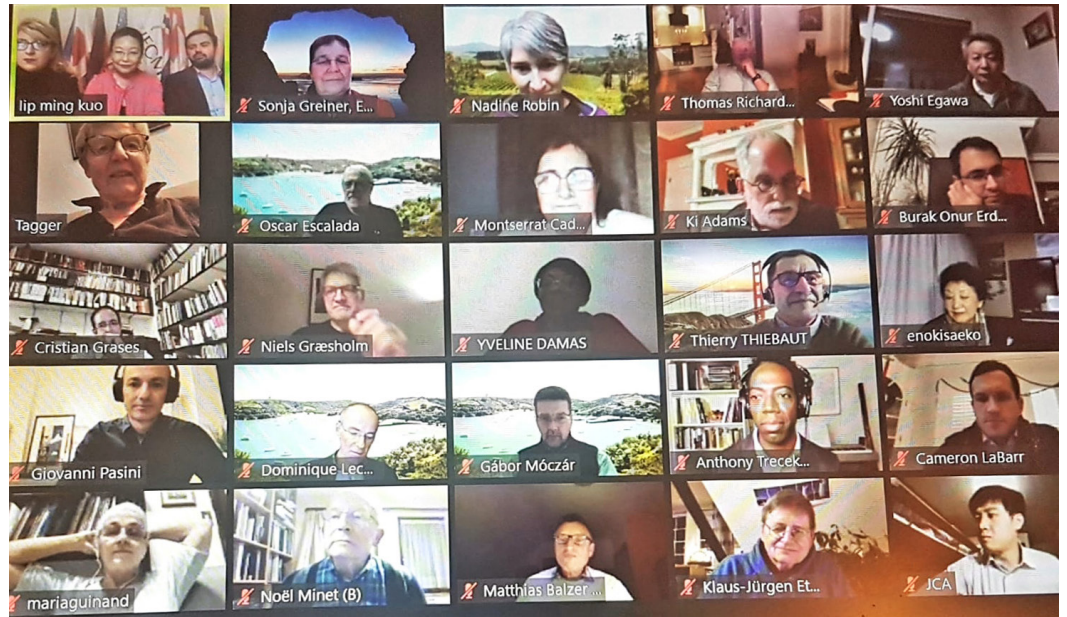 lip ming kuo
Sonja Greiner, E...
Nadine Robin
Thomas Richard...
Yoshi Egawa
Tagger
Oscar Escalada
Montserrat Cad...
Ki Adams
Burak Onur Erd...
Cristian Grases
Niels Græsholm
YVELINE DAMAS
Thierry THIEBAUT
enokisaeko
Giovanni Pasini
Dominique Lec...
Gábor Móczár
Anthony Trecek...
Cameron LaBarr
mariaguinand
Noël Minet (B)
Matthias Balzer ...
Klaus-Jürgen Et...
JCA